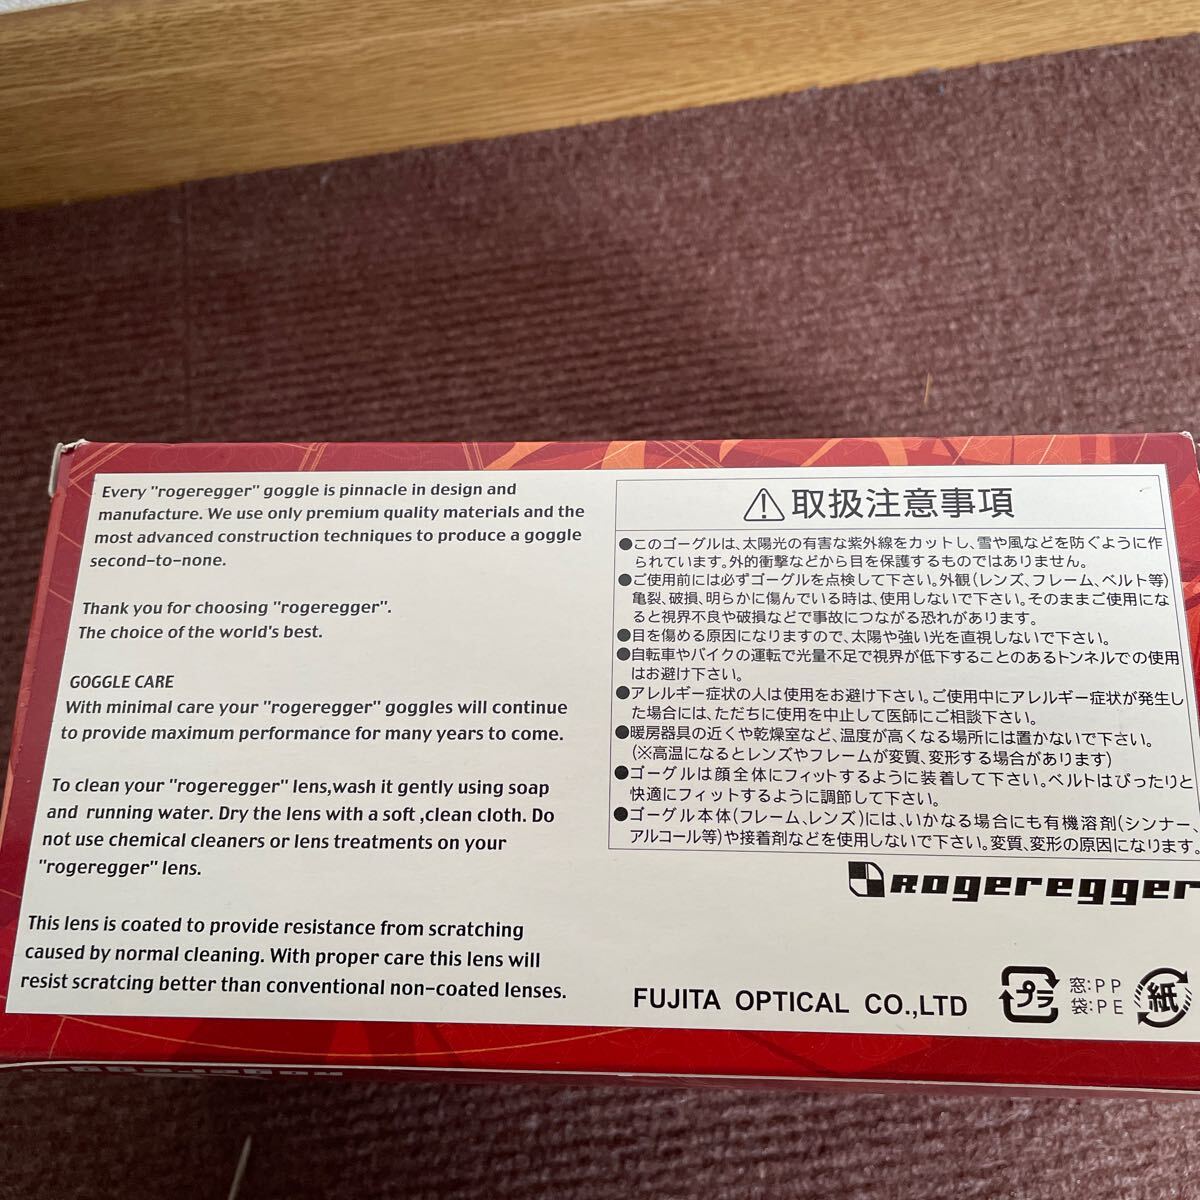 Every "rogeregger" goggle is pinnacle in design and
manufacture. We use only premium quality materials and the
most advanced construction techniques to produce a goggle
second-to-none.
Thank you for choosing "rogeregger".
The choice of the world's best.
GOGGLE CARE
With minimal care your "rogeregger" goggles will continue
to provide maximum performance for many years to come.
To clean your "rogeregger" lens,wash it gently using soap
and running water. Dry the lens with a soft ,clean cloth. Do
not use chemical cleaners or lens treatments on your
"rogeregger" lens.
This lens is coated to provide resistance from scratching
caused by normal cleaning. With proper care this lens will
resist scratcing better than conventional non-coated lenses.
⚠取扱注意事項
●このゴーグルは、太陽光の有害な紫外線をカットし、雪や風などを防ぐように作
られています。外的衝撃などから目を保護するものではありません。
●ご使用前には必ずゴーグルを点検して下さい。外観(レンズ、フレーム、ベルト等)
亀裂、破損、明らかに傷んでいる時は、使用しないで下さい。そのままご使用にな
ると視界不良や破損などで事故につながる恐れがあります。
●目を傷める原因になりますので、太陽や強い光を直視しないで下さい。
●自転車やバイクの運転で光量不足で視界が低下することのあるトンネルでの使用
はお避け下さい。
●アレルギー症状の人は使用をお避け下さい。ご使用中にアレルギー症状が発生し
た場合には、ただちに使用を中止して医師にご相談下さい。
●暖房器具の近くや乾燥室など、温度が高くなる場所には置かないで下さい。
(※高温になるとレンズやフレームが変質、変形する場合があります)
●ゴーグルは顔全体にフィットするように装着して下さい。ベルトはぴったりと
快適にフィットするように調節して下さい。
●ゴーグル本体(フレーム、レンズ)には、いかなる場合にも有機溶剤(シンナー、
アルコール等)や接着剤などを使用しないで下さい。変質、変形の原因になります。
Rogeregger
FUJITA OPTICAL CO.,LTD
プラ
窓:PP
袋:PE
紙